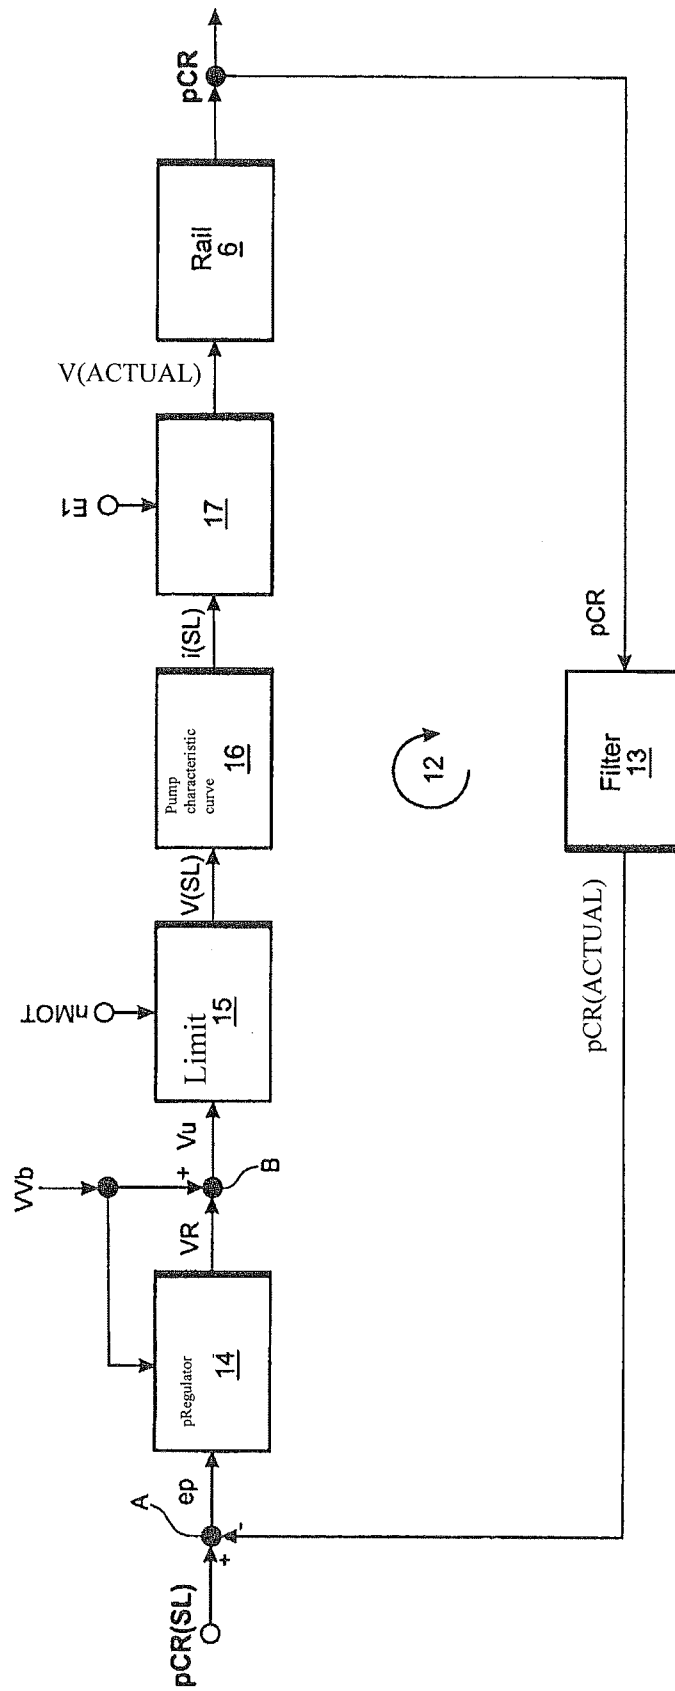 pCR(SL)
+
-
A
ep
pRegulator
14
VVb
VR
+
B
Vu
nMOT
Limit
15
V(SL)
Pump
characteristic
curve
16
i(SL)
E1
17
V(ACTUAL)
Rail
6
pCR
12
pCR
Filter
13
pCR(ACTUAL)